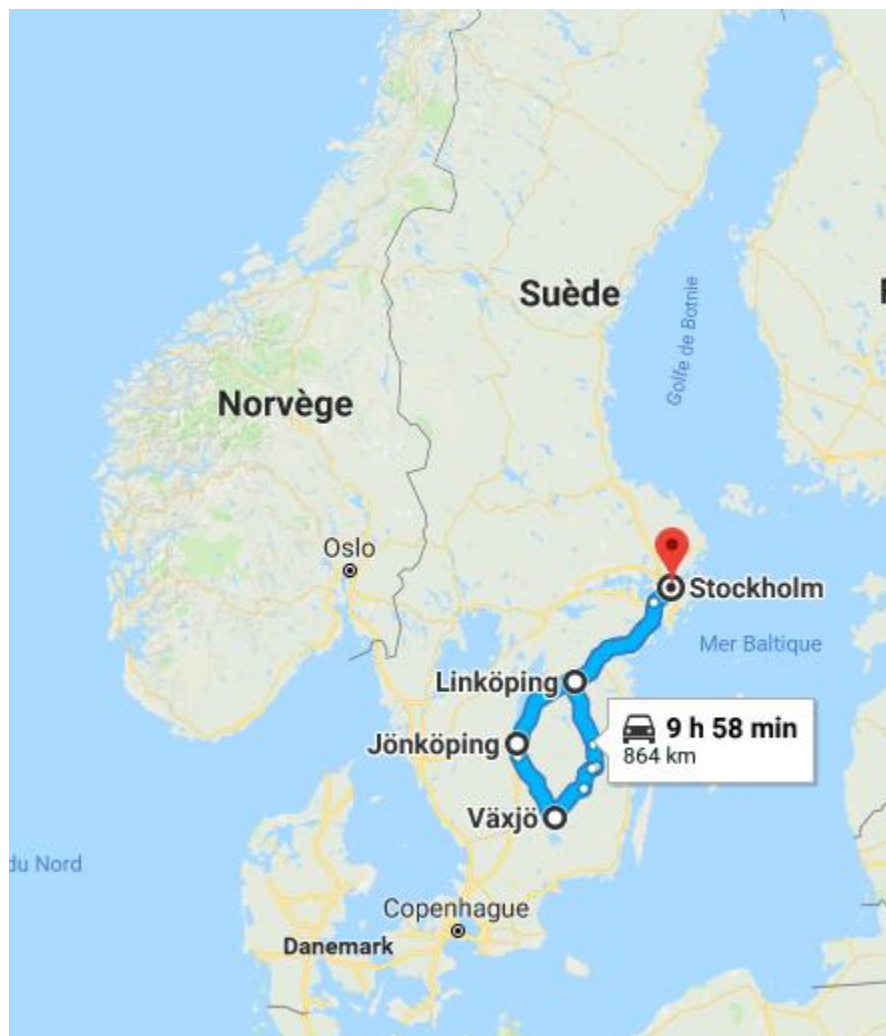 Suède
Golfe de Botnie
Norvège
Oslo
Stockholm
Mer Baltique
Linköping
9 h 58 min
864 km
Jönköping
Växjö
du Nord
Copenhague
Danemark